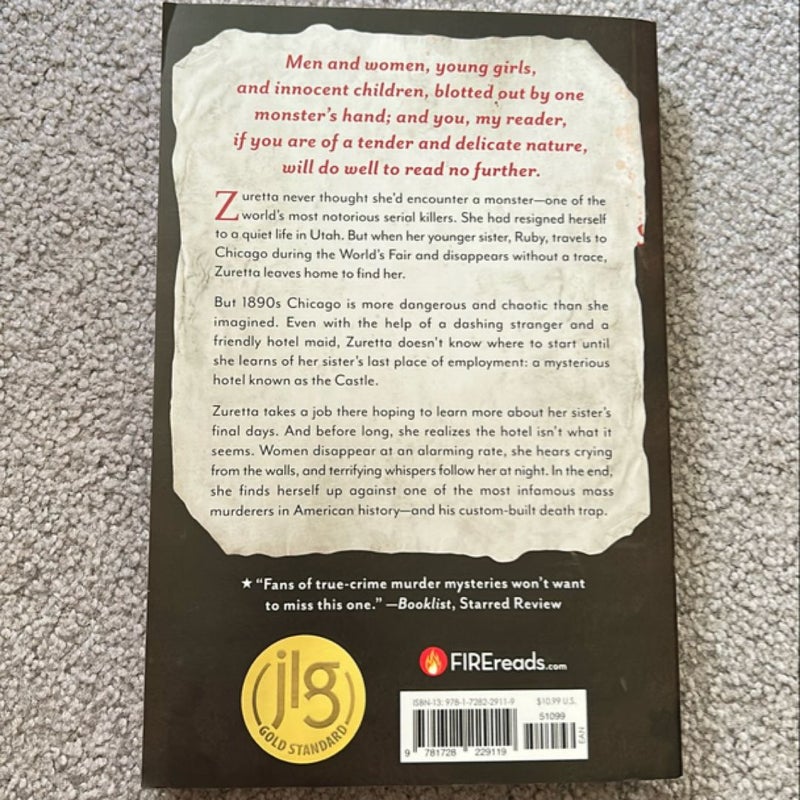 Men and women, young girls,
and innocent children, blotted out by one
monster's hand; and you, my reader,
if you are of a tender and delicate nature,
will do well to read no further.
Zuretta never thought she'd encounter a monster—one of the
world's most notorious serial killers. She had resigned herself
to a quiet life in Utah. But when her younger sister, Ruby, travels to
Chicago during the World's Fair and disappears without a trace,
Zuretta leaves home to find her.
But 1890s Chicago is more dangerous and chaotic than she
imagined. Even with the help of a dashing stranger and a
friendly hotel maid, Zuretta doesn't know where to start until
she learns of her sister's last place of employment: a mysterious
hotel known as the Castle.
Zuretta takes a job there hoping to learn more about her sister's
final days. And before long, she realizes the hotel isn't what it
seems. Women disappear at an alarming rate, she hears crying
from the walls, and terrifying whispers follow her at night. In the end,
she finds herself up against one of the most infamous mass
murderers in American history—and his custom-built death trap.
★ "Fans of true-crime murder mysteries won't want
to miss this one." —Booklist, Starred Review
jlg
GOLD STANDARD
FIREreads.com
ISBN-13: 978-1-7282-2911-9 $10.99 U.S.
51099
EAN
9 781728 229119